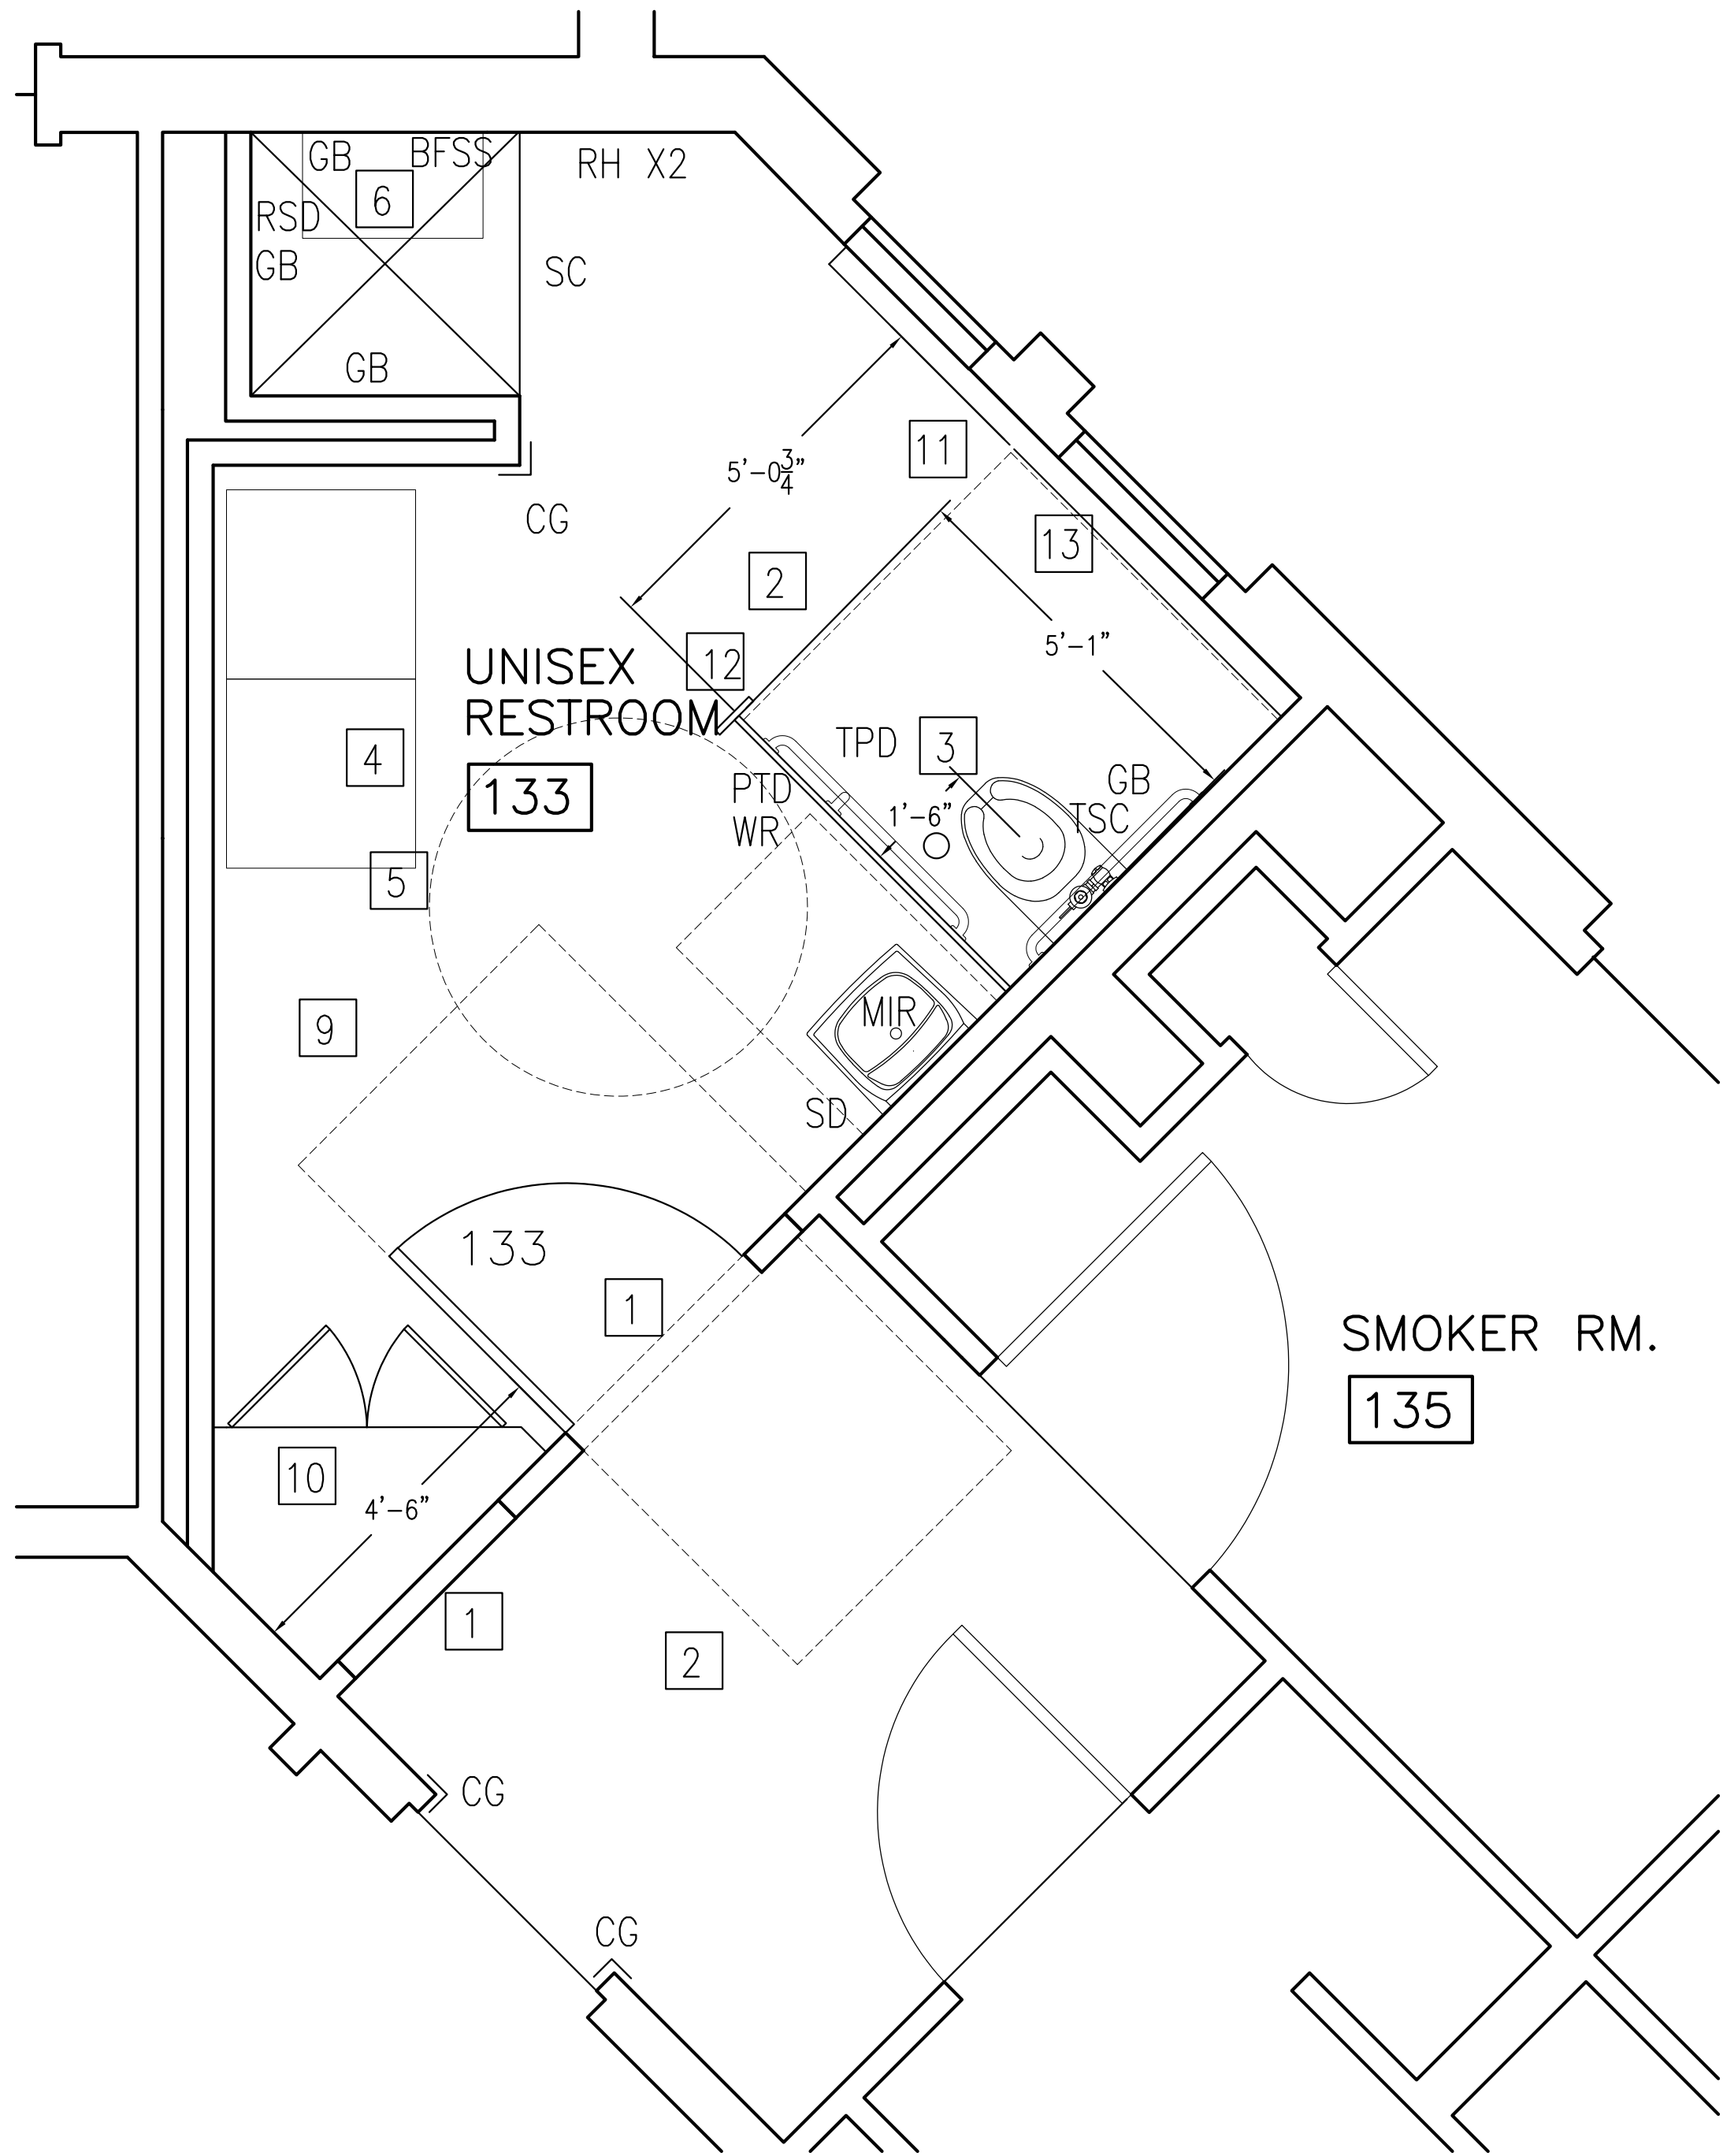 GB
BFSS
RH X2
6
RSD
GB
SC
GB
5'-0 3/4"
11
CG
13
2
5'-1"
12
UNISEX
RESTROOM
133
4
TPD
3
GB
TSC
PTD
WR
1'-6"
5
9
MIR
SD
133
1
SMOKER RM.
135
10
4'-6"
1
2
CG
CG